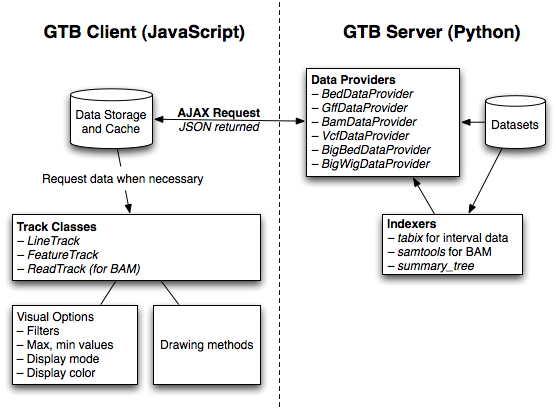 GTB Client (JavaScript)
GTB Server (Python)
Data Storage
and Cache
AJAX Request
JSON returned
Data Providers
– BedDataProvider
– GffDataProvider
– BamDataProvider
– VcfDataProvider
– BigBedDataProvider
– BigWigDataProvider
Datasets
Request data when necessary
Track Classes
– LineTrack
– FeatureTrack
– ReadTrack (for BAM)
Indexers
– tabix for interval data
– samtools for BAM
– summary_tree
Visual Options
– Filters
– Max, min values
– Display mode
– Display color
Drawing methods